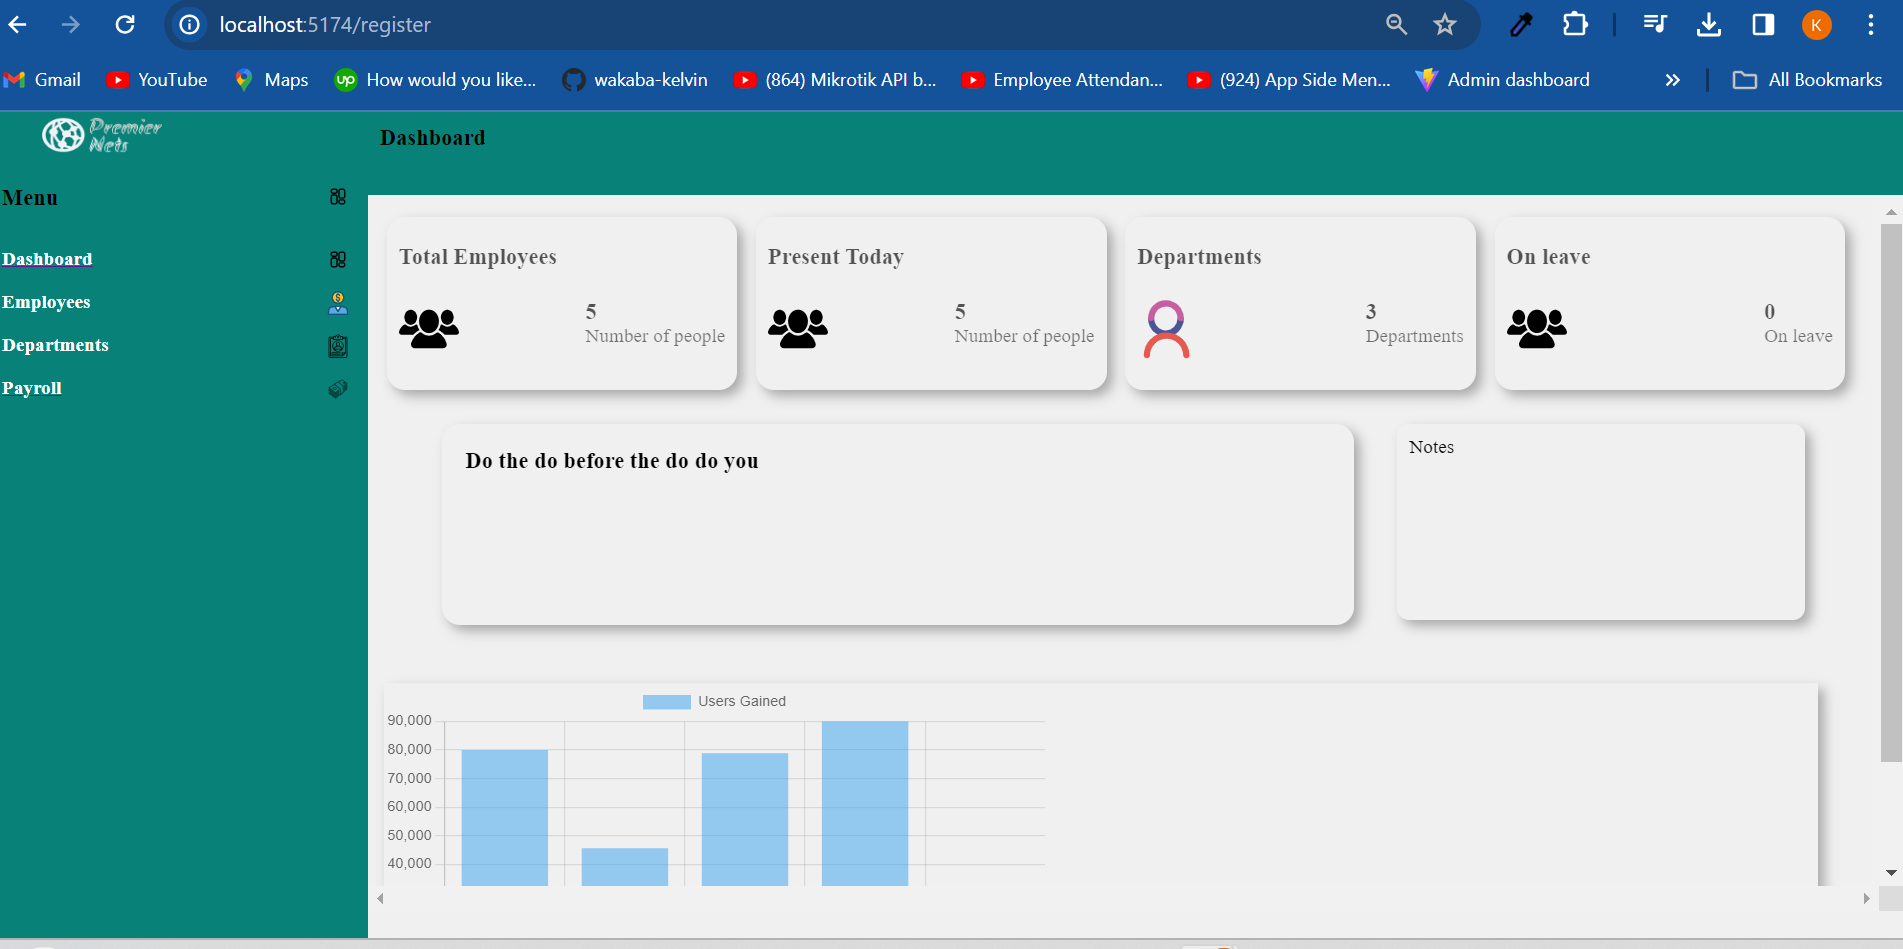 localhost:5174/register
Gmail
YouTube
Maps
How would you like...
wakaba-kelvin
(864) Mikrotik API b...
Employee Attendan...
(924) App Side Men...
Admin dashboard
All Bookmarks
K
up
Premier
Nets
Dashboard
Menu
Dashboard
Employees
Departments
Payroll
Total Employees
5
Number of people
Present Today
5
Number of people
Departments
3
Departments
On leave
0
On leave
Do the do before the do do you
Notes
Users Gained
90,000
80,000
70,000
60,000
50,000
40,000